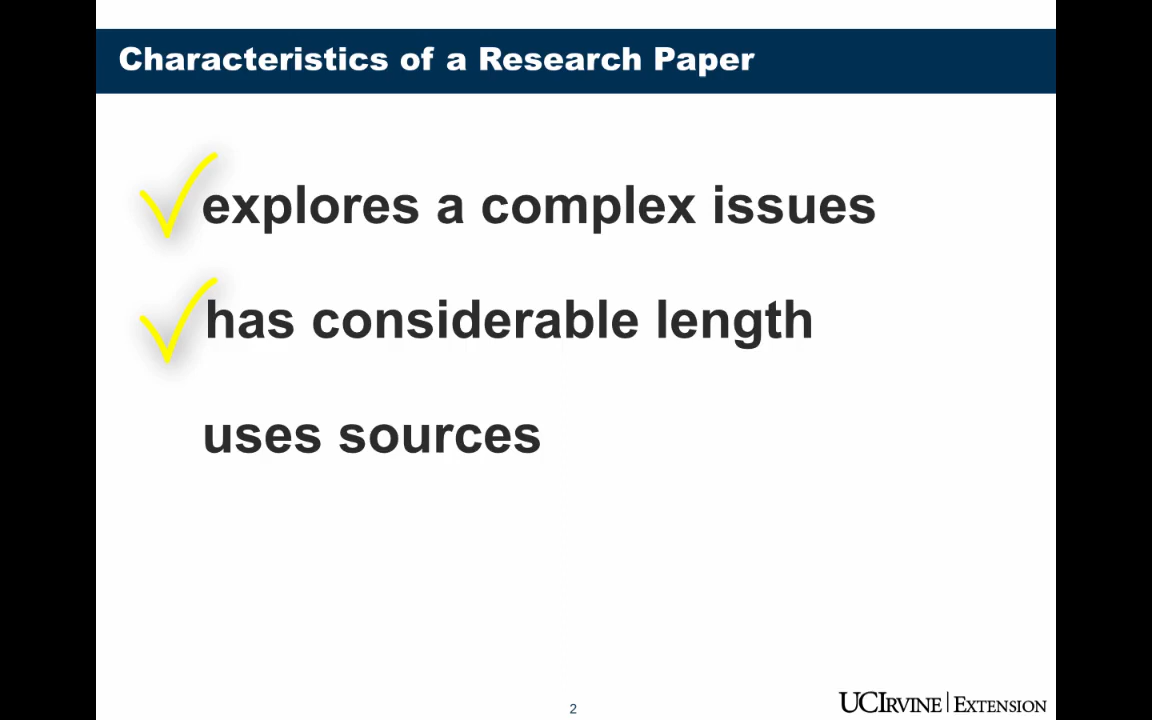 Characteristics of a Research Paper
explores a complex issues
has considerable length
uses sources
2
UCIRVINE | EXTENSION